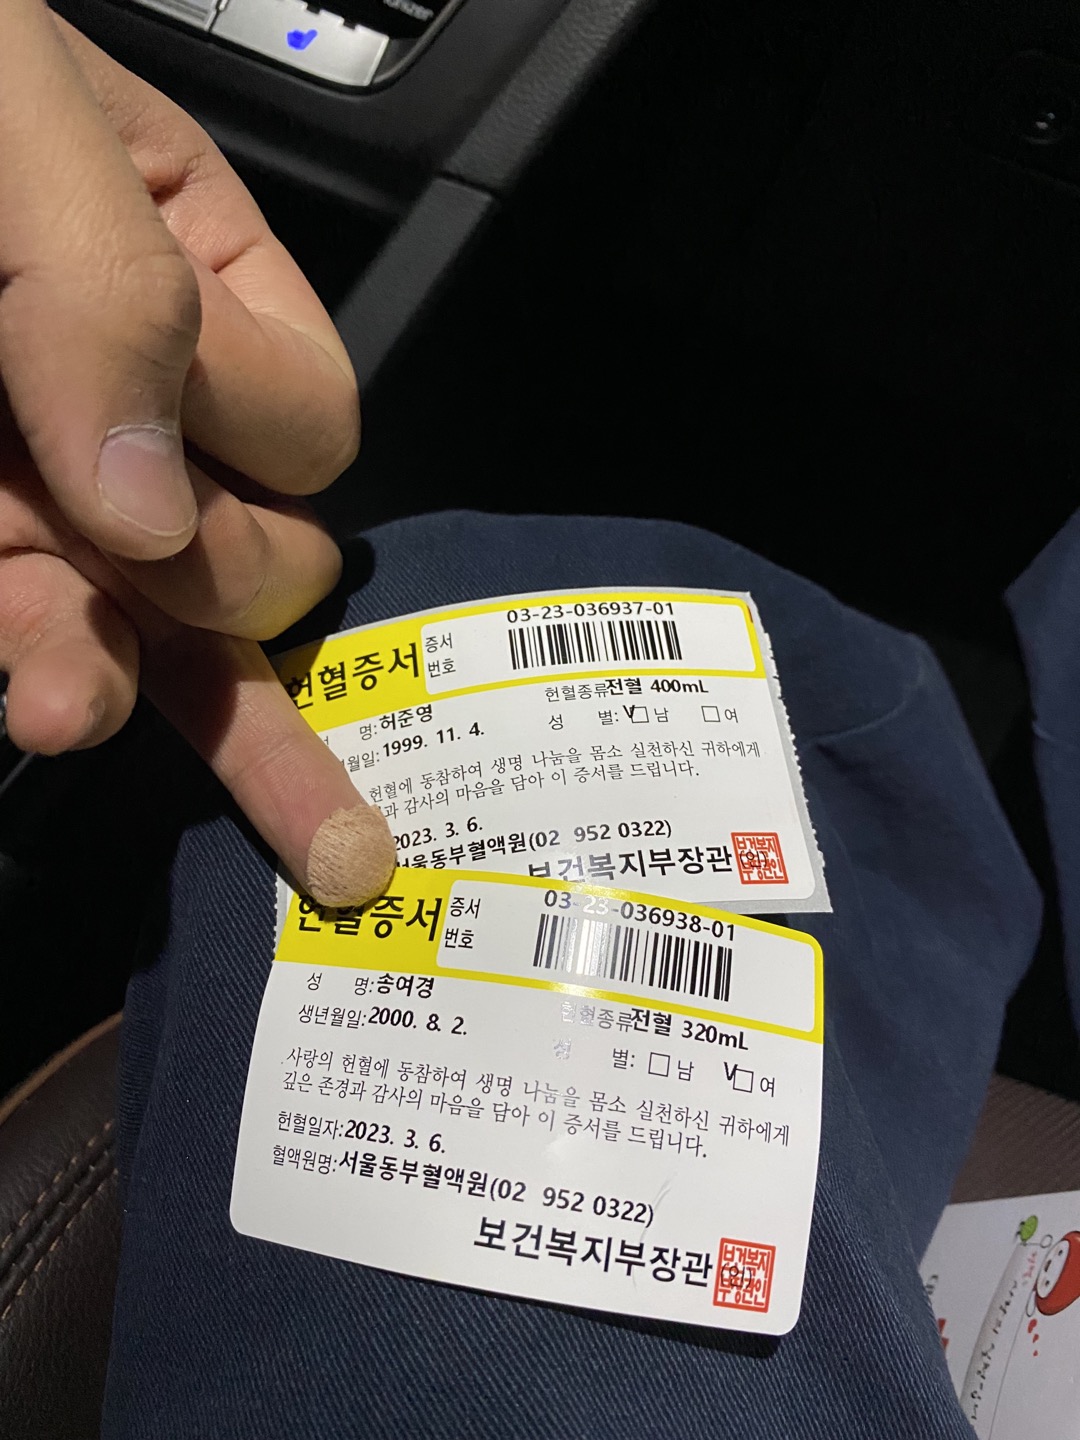 헌혈증서
증서
번호
03-23-036937-01
명:허준영
헌혈종류전혈 400mL
월일:1999. 11. 4.
성 별: V□남 □여
헌혈에 동참하여 생명 나눔을 몸소 실천하신 귀하에게
과 감사의 마음을 담아 이 증서를 드립니다.
2023. 3. 6.
서울동부혈액원(02 952 0322)
보건복지부장관(인)
헌혈증서
증서
번호
03-23-036938-01
성 명:송여경
헌혈종류전혈 320mL
생년월일:2000. 8. 2.
성 별: □남 V□여
사랑의 헌혈에 동참하여 생명 나눔을 몸소 실천하신 귀하에게
깊은 존경과 감사의 마음을 담아 이 증서를 드립니다.
헌혈일자:2023. 3. 6.
혈액원명:서울동부혈액원(02 952 0322)
보건복지부장관(인)